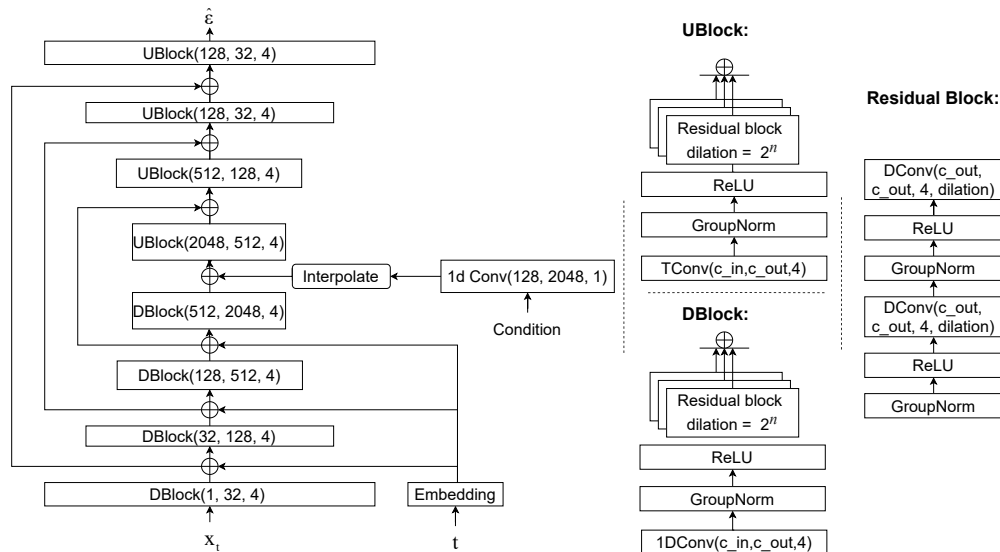 ε̂
UBlock(128, 32, 4)
UBlock(128, 32, 4)
UBlock(512, 128, 4)
UBlock(2048, 512, 4)
Interpolate
1d Conv(128, 2048, 1)
Condition
DBlock(512, 2048, 4)
DBlock(128, 512, 4)
DBlock(32, 128, 4)
DBlock(1, 32, 4)
Embedding
x_t
t
UBlock:
Residual block
dilation = 2^n
ReLU
GroupNorm
TConv(c_in,c_out,4)
DBlock:
Residual block
dilation = 2^n
ReLU
GroupNorm
1DConv(c_in,c_out,4)
Residual Block:
DConv(c_out,
c_out, 4, dilation)
ReLU
GroupNorm
DConv(c_out,
c_out, 4, dilation)
ReLU
GroupNorm